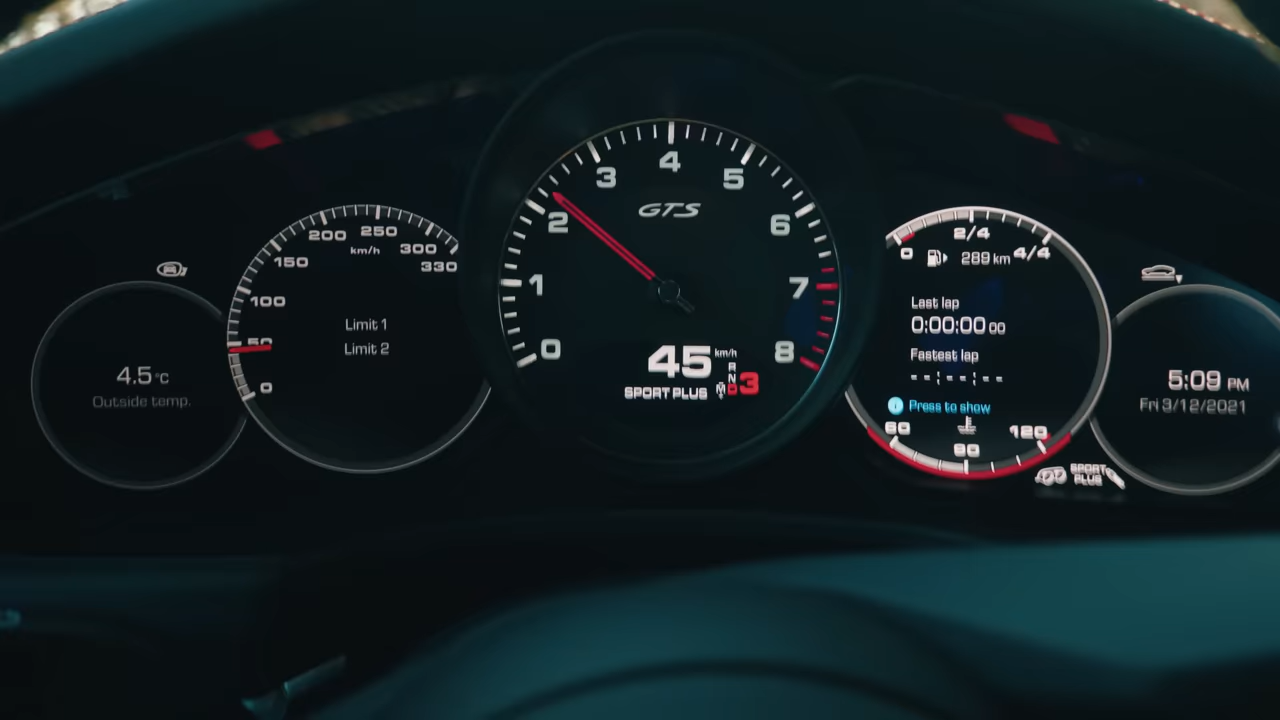 4.5 °C
Outside temp.
0
50
100
150
200
250
300
330
km/h
Limit 1
Limit 2
0
1
2
3
4
5
6
7
8
GTS
45 km/h
SPORT PLUS
R
N
D 3
M
0
2/4
4/4
289 km
Last lap
0:00:00 00
Fastest lap
--:--:--
i Press to show
60
90
120
SPORT
PLUS
5:09 PM
Fri 3/12/2021